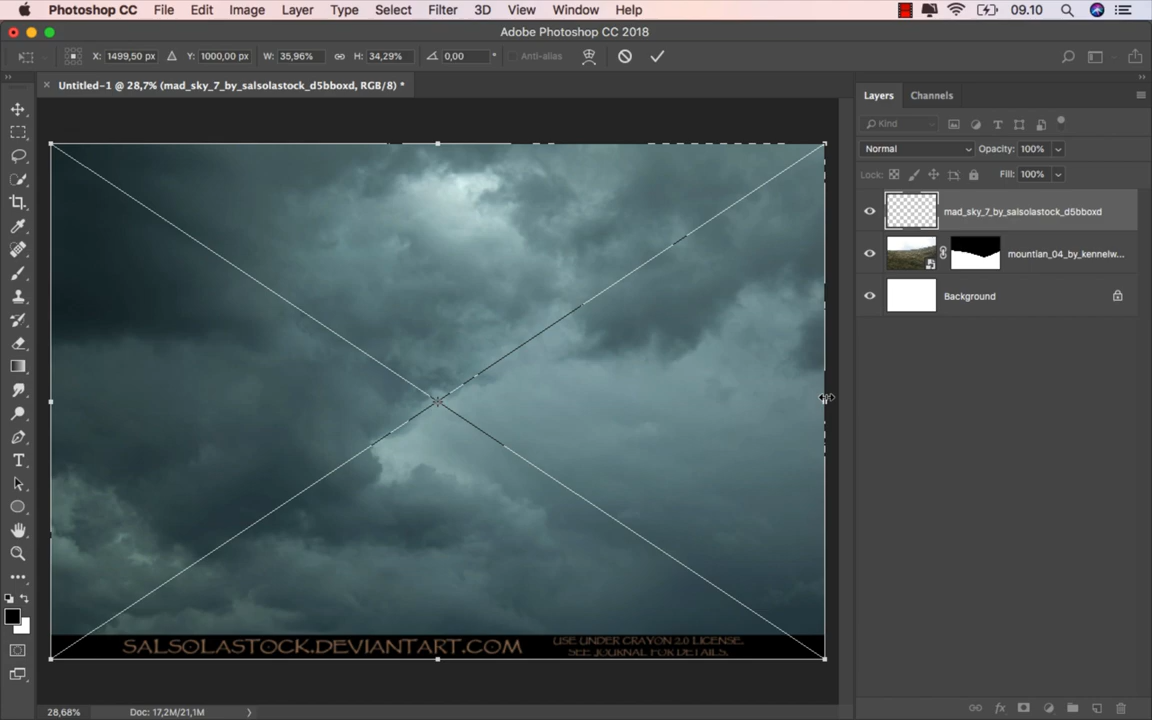 Photoshop CC File Edit Image Layer Type Select Filter 3D View Window Help 09.10
Adobe Photoshop CC 2018
X: 1499,50 px Y: 1000,00 px W: 35,96% H: 34,29% 0,00 ° Anti-alias
Untitled-1 @ 28,7% (mad_sky_7_by_salsolastock_d5bboxd, RGB/8) *
Layers Channels
Kind
Normal Opacity: 100%
Lock: Fill: 100%
mad_sky_7_by_salsolastock_d5bboxd
mountian_04_by_kennelw...
Background
SALSOLASTOCK.DEVIANTART.COM
USE UNDER CRAYON 2.0 LICENSE.
SEE JOURNAL FOR DETAILS.
28,68% Doc: 17,2M/21,1M